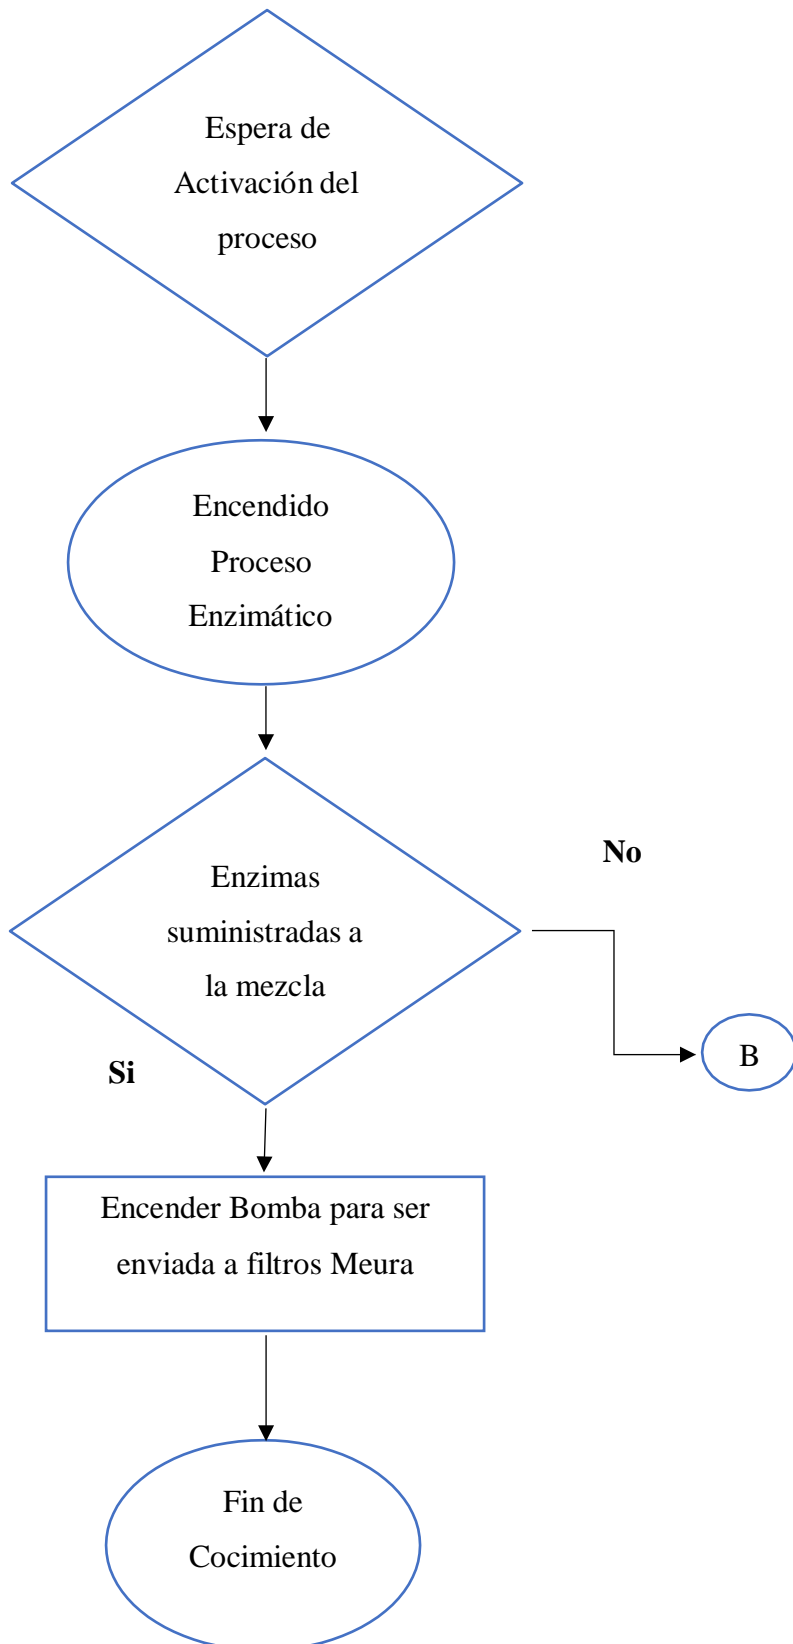 Espera de
Activación del
proceso
Encendido
Proceso
Enzimático
Enzimas
suministradas a
la mezcla
No
B
Si
Encender Bomba para ser
enviada a filtros Meura
Fin de
Cocimiento